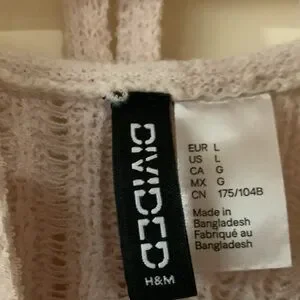 DIVIDED
H&M
EUR L
US L
CA G
MX G
CN 175/104B
Made in
Bangladesh
Fabriqué au
Bangladesh